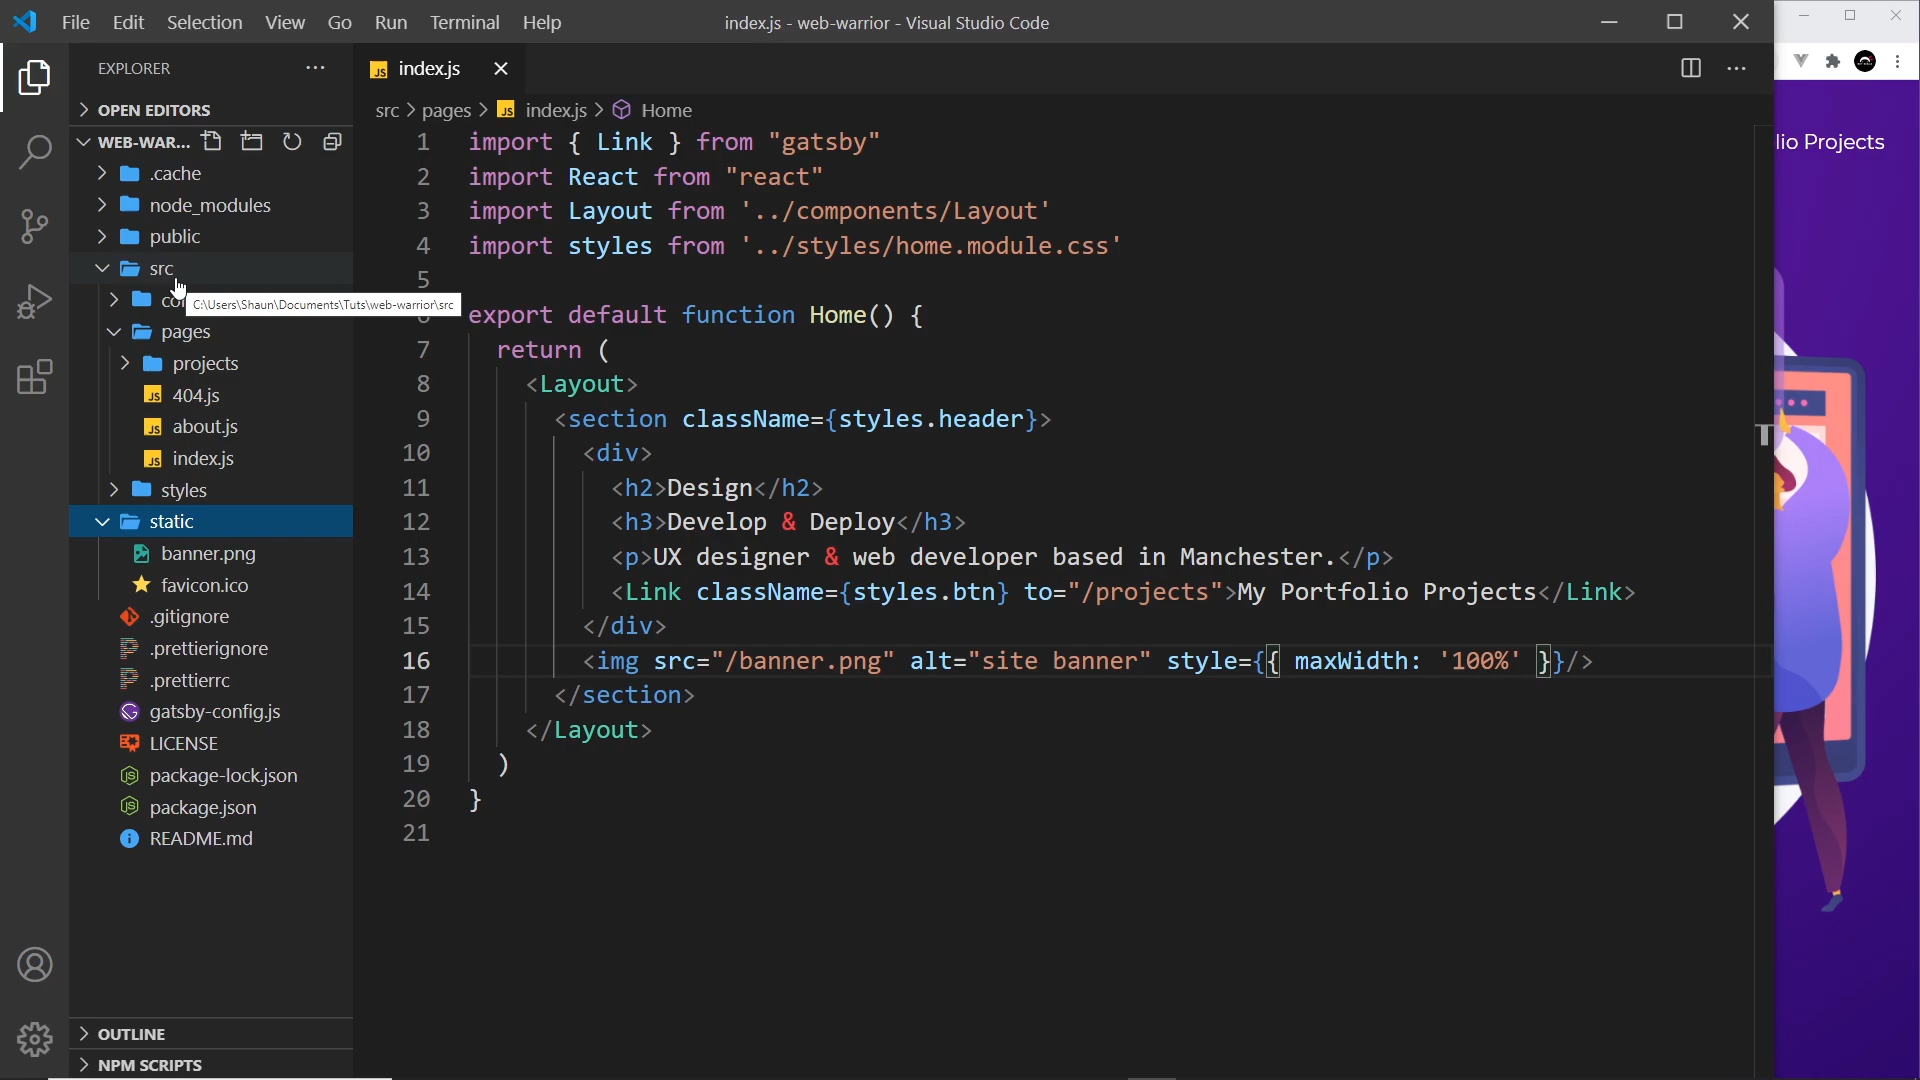 File Edit Selection View Go Run Terminal Help
index.js - web-warrior - Visual Studio Code
EXPLORER
OPEN EDITORS
WEB-WAR...
.cache
node_modules
public
src
C:\Users\Shaun\Documents\Tuts\web-warrior\src
pages
projects
404.js
about.js
index.js
styles
static
banner.png
favicon.ico
.gitignore
.prettierignore
.prettierrc
gatsby-config.js
LICENSE
package-lock.json
package.json
README.md
OUTLINE
NPM SCRIPTS
index.js
src > pages > JS index.js > Home
1 import { Link } from "gatsby"
2 import React from "react"
3 import Layout from '../components/Layout'
4 import styles from '../styles/home.module.css'
5
6 export default function Home() {
7 return (
8 <Layout>
9 <section className={styles.header}>
10 <div>
11 <h2>Design</h2>
12 <h3>Develop & Deploy</h3>
13 <p>UX designer & web developer based in Manchester.</p>
14 <Link className={styles.btn} to="/projects">My Portfolio Projects</Link>
15 </div>
16 <img src="/banner.png" alt="site banner" style={{ maxWidth: '100%' }}/>
17 </section>
18 </Layout>
19 )
20 }
21
lio Projects